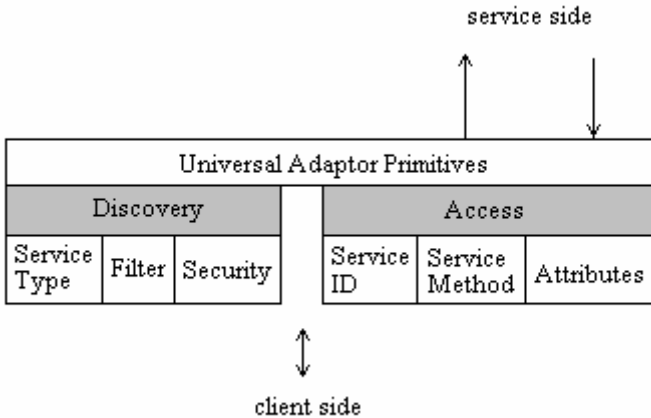 service side
Universal Adaptor Primitives
Discovery
Access
Service Type
Filter
Security
Service ID
Service Method
Attributes
client side